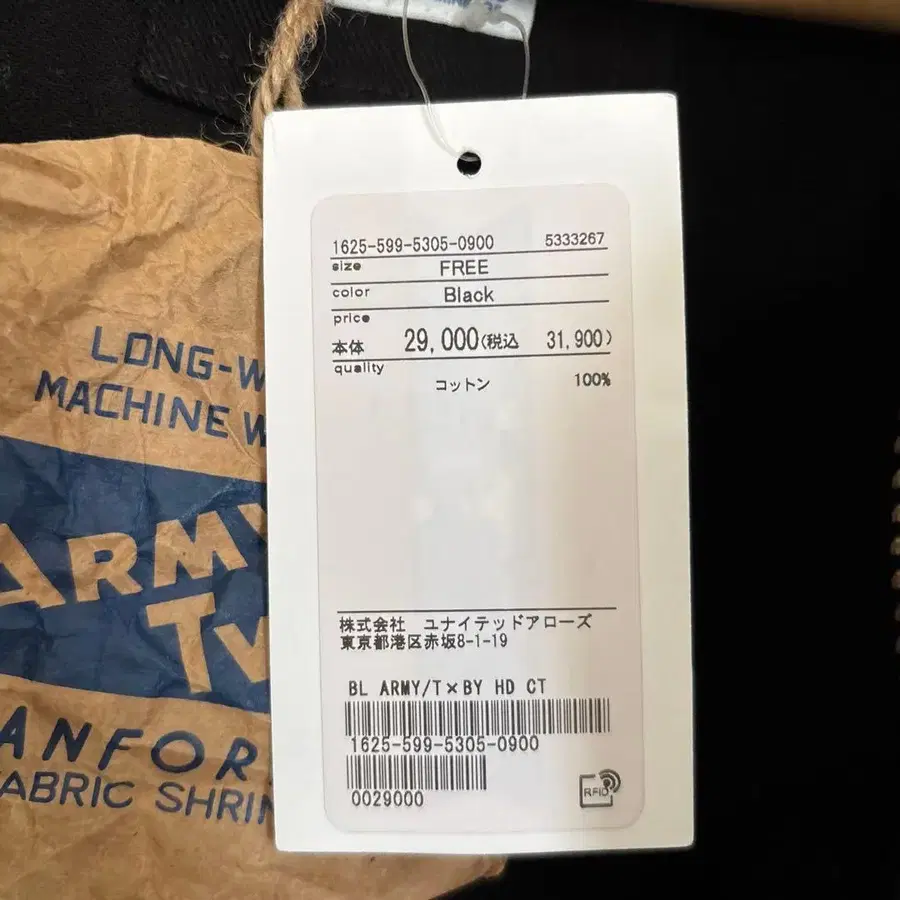 1625-599-5305-0900 5333267
size FREE
color Black
price
本体 29,000(税込 31,900)
quality
コットン 100%
株式会社 ユナイテッドアローズ
東京都港区赤坂8-1-19
BL ARMY/T×BY HD CT
1625-599-5305-0900
0029000
RFID
LONG-W
MACHINE W
ARMY
TW
ANFOR
FABRIC SHRIN